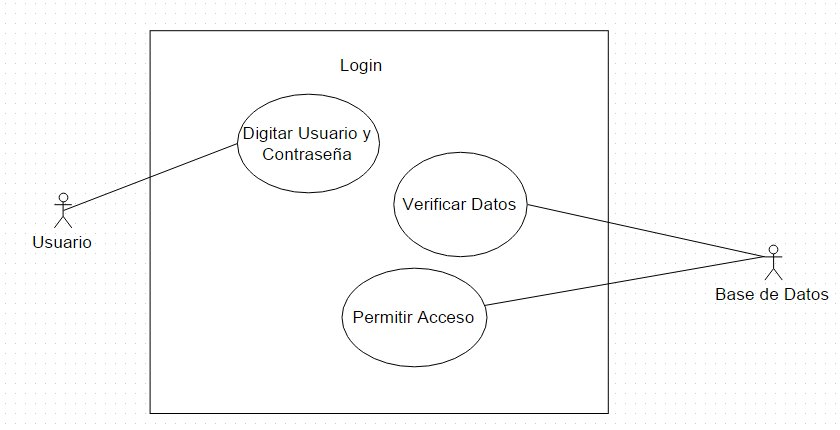 Login
Digitar Usuario y
Contraseña
Verificar Datos
Usuario
Base de Datos
Permitir Acceso